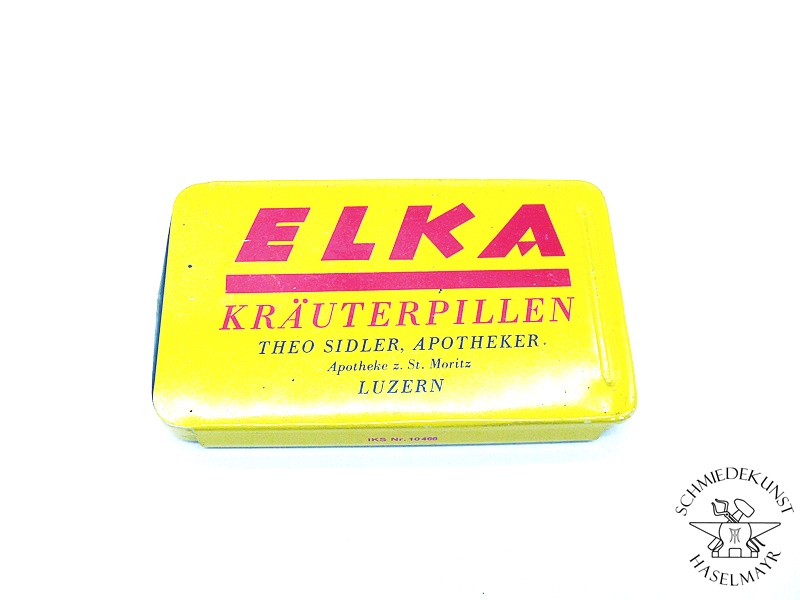 ELKA
KRÄUTERPILLEN
THEO SIDLER, APOTHEKER.
Apotheke z. St. Moritz
LUZERN
IKS Nr. 10466
SCHMIEDEKUNST
HASELMAYR